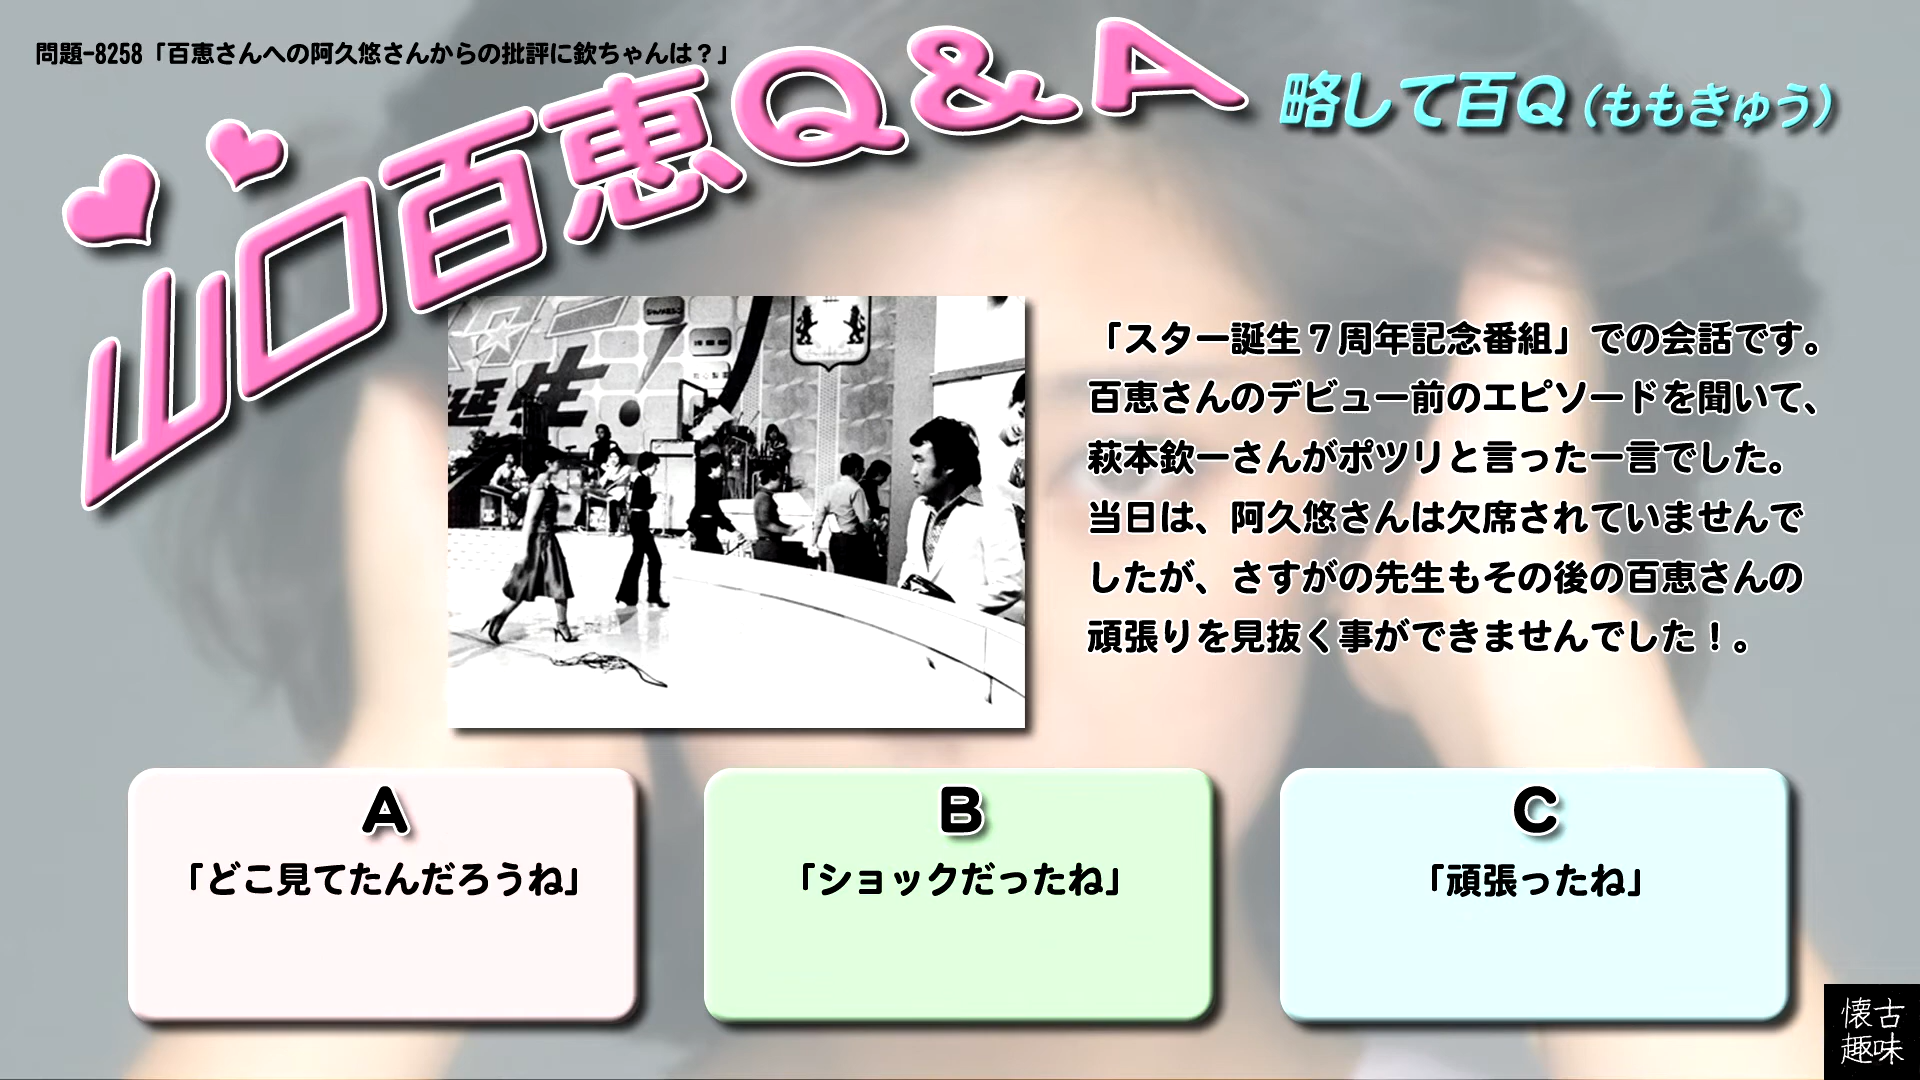 問題-8258「百恵さんへの阿久悠さんからの批評に欽ちゃんは？」
山口百恵Q&A
略して百Q（ももきゅう）
誕生
「スター誕生７周年記念番組」での会話です。
百恵さんのデビュー前のエピソードを聞いて、
萩本欽一さんがポツリと言った一言でした。
当日は、阿久悠さんは欠席されていませんで
したが、さすがの先生もその後の百恵さんの
頑張りを見抜く事ができませんでした！。
A
「どこ見てたんだろうね」
B
「ショックだったね」
C
「頑張ったね」
懐古
趣味